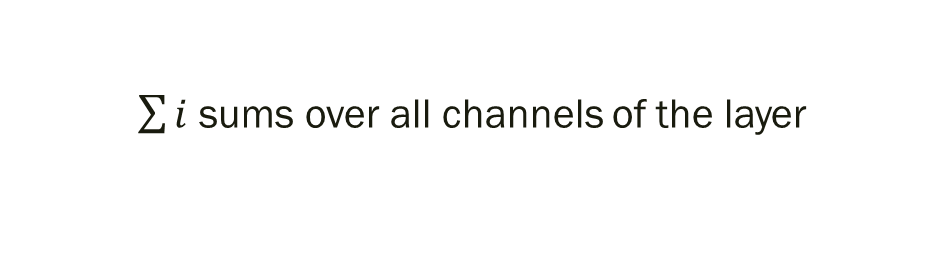 ∑ i sums over all channels of the layer